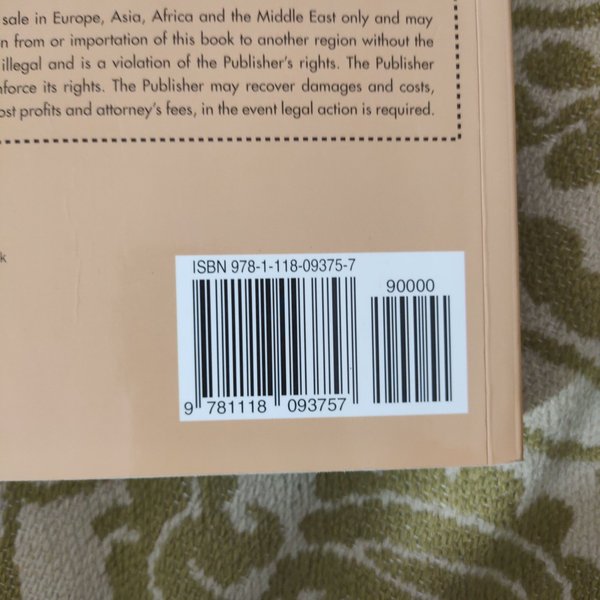 sale in Europe, Asia, Africa and the Middle East only and may
from or importation of this book to another region without the
illegal and is a violation of the Publisher's rights. The Publisher
its rights. The Publisher may recover damages and costs,
profits and attorney's fees, in the event legal action is required.
k
ISBN 978-1-118-09375-7
90000
9 781118 093757